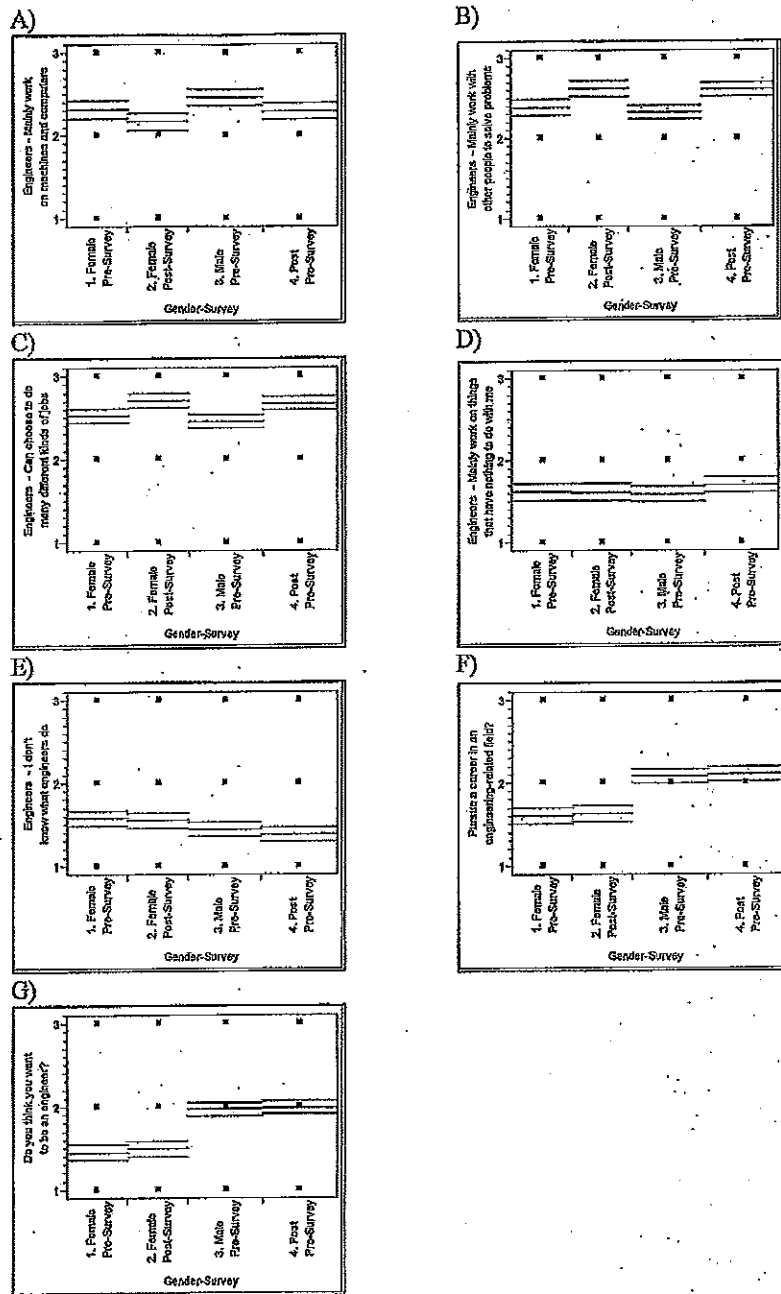 A)
Engineers - Mainly work
on machines and computers
3
2
1
1. Female
Pre-Survey
2. Female
Post-Survey
3. Male
Pre-Survey
4. Post
Pre-Survey
Gender-Survey
B)
Engineers - Mainly work with
other people to solve problems
3
2
1
1. Female
Pre-Survey
2. Female
Post-Survey
3. Male
Pre-Survey
4. Post
Pre-Survey
Gender-Survey
C)
Engineers - Can choose to do
many different kinds of jobs
3
2
1
1. Female
Pre-Survey
2. Female
Post-Survey
3. Male
Pre-Survey
4. Post
Pre-Survey
Gender-Survey
D)
Engineers - Mainly work on things
that have nothing to do with me
3
2
1
1. Female
Pre-Survey
2. Female
Post-Survey
3. Male
Pre-Survey
4. Post
Pre-Survey
Gender-Survey
E)
Engineers - I don't
know what engineers do
3
2
1
1. Female
Pre-Survey
2. Female
Post-Survey
3. Male
Pre-Survey
4. Post
Pre-Survey
Gender-Survey
F)
Pursue a career in an
engineering-related field?
3
2
1
1. Female
Pre-Survey
2. Female
Post-Survey
3. Male
Pre-Survey
4. Post
Pre-Survey
Gender-Survey
G)
Do you think you want
to be an engineer?
3
2
1
1. Female
Pre-Survey
2. Female
Post-Survey
3. Male
Pre-Survey
4. Post
Pre-Survey
Gender-Survey